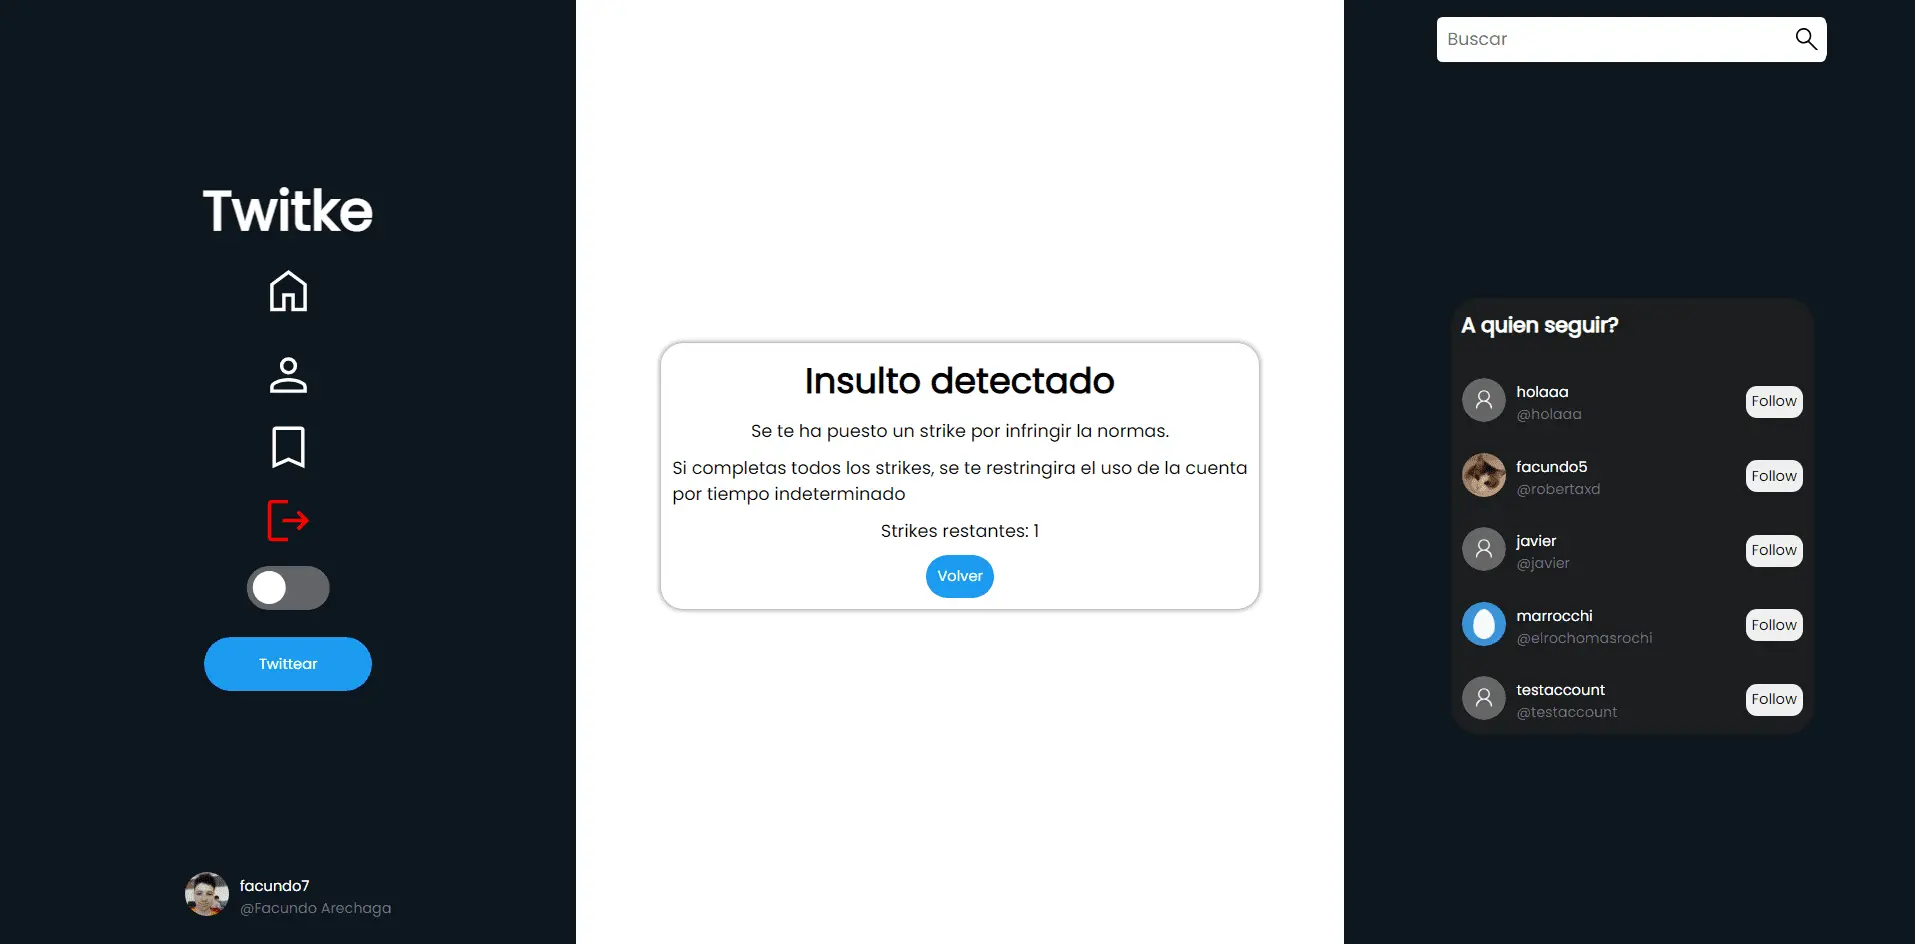 Twitke
Twittear
facundo7
@Facundo Arechaga
Insulto detectado
Se te ha puesto un strike por infringir la normas.
Si completas todos los strikes, se te restringira el uso de la cuenta
por tiempo indeterminado
Strikes restantes: 1
Volver
Buscar
A quien seguir?
holaaa
@holaaa
Follow
facundo5
@robertaxd
Follow
javier
@javier
Follow
marrocchi
@elrochomasrochi
Follow
testaccount
@testaccount
Follow